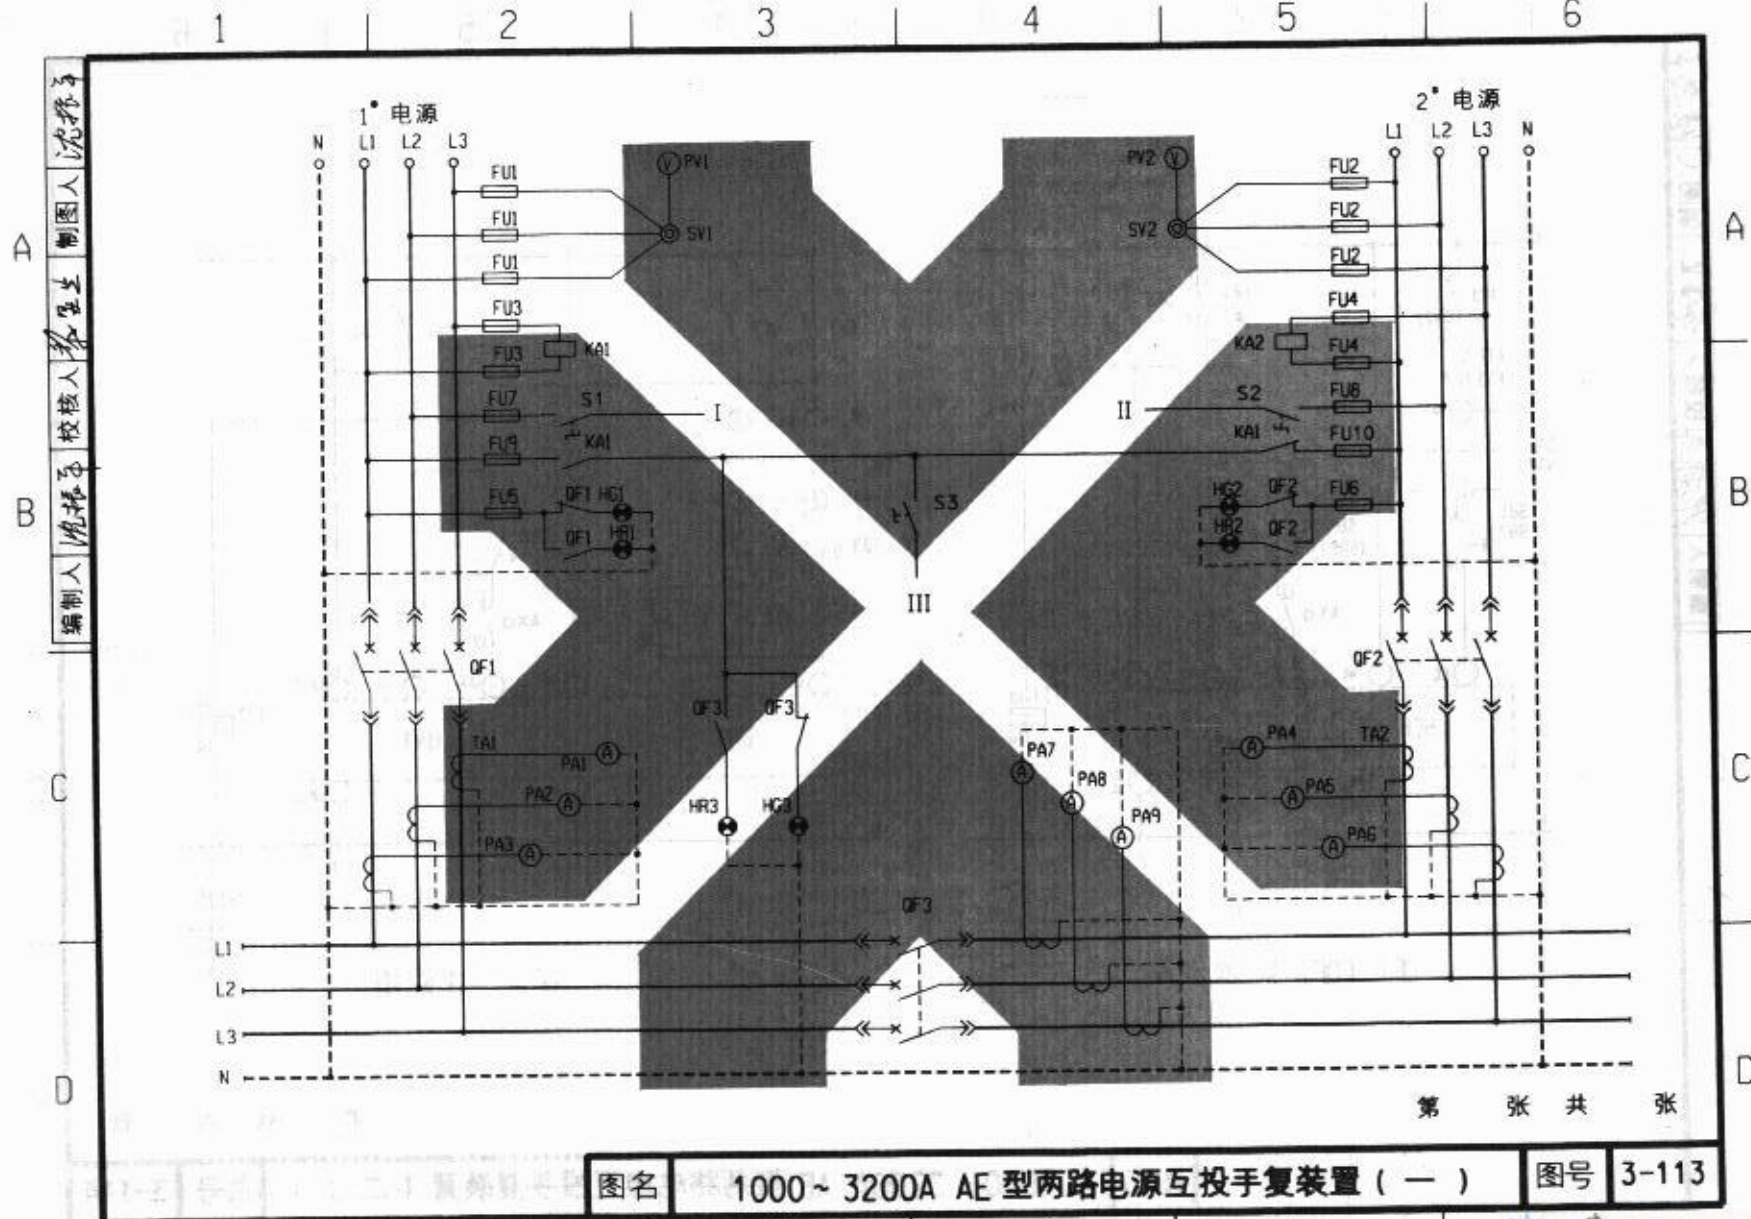 1 2 3 4 5 6
1# 电源 2# 电源
N L1 L2 L3 L1 L2 L3 N
FU1 PV1 V PV2 V FU2
FU1 SV1 SV2 FU2
FU1 FU2
FU3 FU4
FU3 KA1 KA2 FU4
FU7 S1 I II S2 FU8
FU9 KA1 KA1 FU10
FU5 QF1 HG1 S3 HG2 QF2 FU6
QF1 HR1 HR2 QF2
III
QF1 QF2
QF3 QF3
TA1 PA1 A PA7 A PA4 A TA2
PA2 A PA8 A PA5 A
HR3 HG3
PA3 A PA9 A PA6 A
QF3
L1
L2
L3
N
A A
B B
C C
D D
制图人
校核人
编制人
第 张 共 张
图名 1000~3200A AE 型两路电源互投手复装置 ( 一 ) 图号 3-113